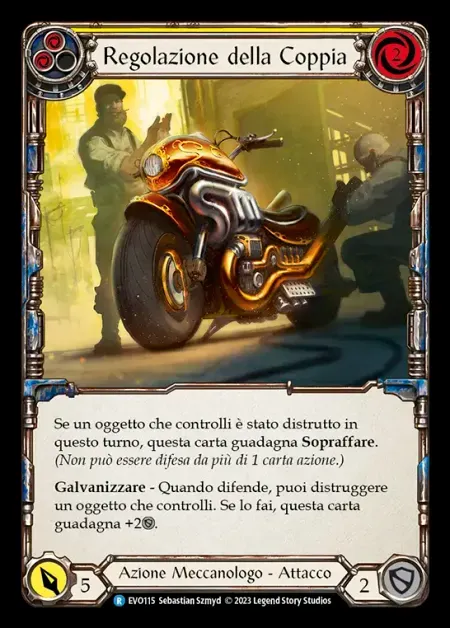 Regolazione della Coppia
2
Se un oggetto che controlli è stato distrutto in
questo turno, questa carta guadagna Sopraffare.
(Non può essere difesa da più di 1 carta azione.)
Galvanizzare - Quando difende, puoi distruggere
un oggetto che controlli. Se lo fai, questa carta
guadagna +2.
5
Azione Meccanologo - Attacco
2
R EVO115 Sebastian Szmyd © 2023 Legend Story Studios